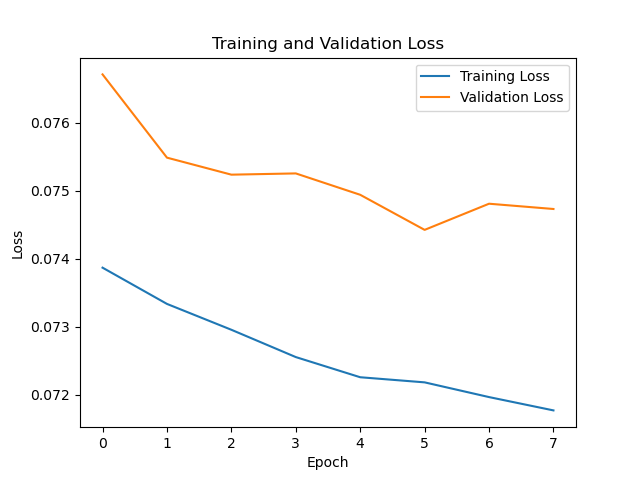 Training and Validation Loss
Training Loss
Validation Loss
0.076
0.075
0.074
0.073
0.072
Loss
0 1 2 3 4 5 6 7
Epoch